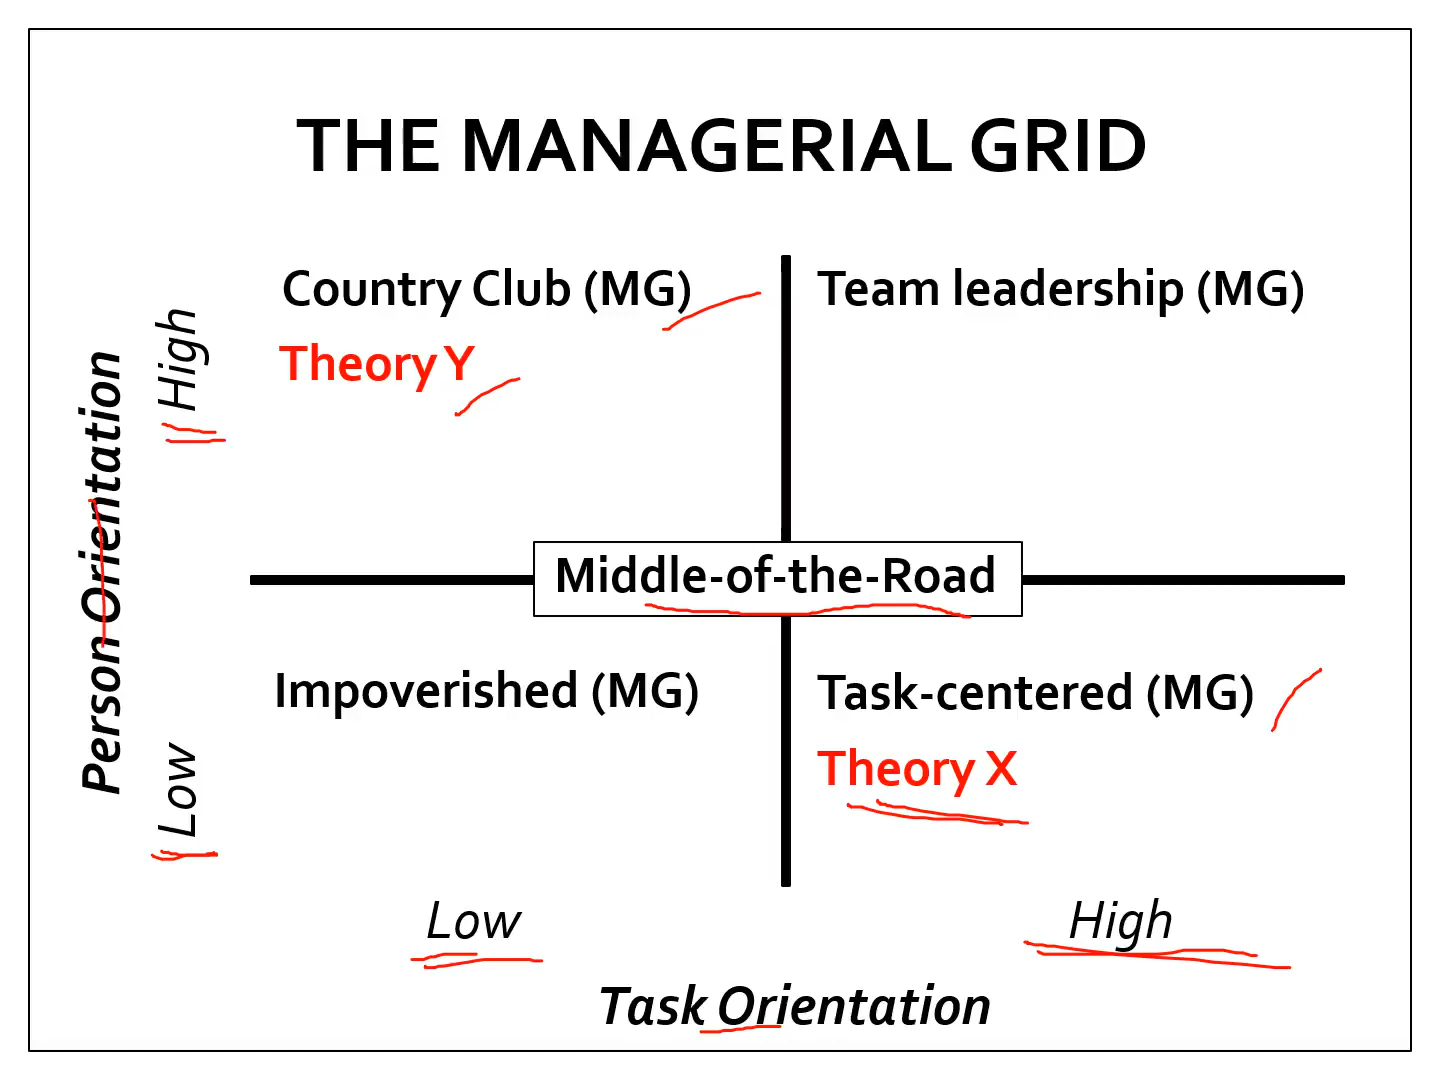 THE MANAGERIAL GRID
Country Club (MG)
Theory Y
Team leadership (MG)
High
Person Orientation
Middle-of-the-Road
Impoverished (MG)
Task-centered (MG)
Theory X
Low
Low
High
Task Orientation